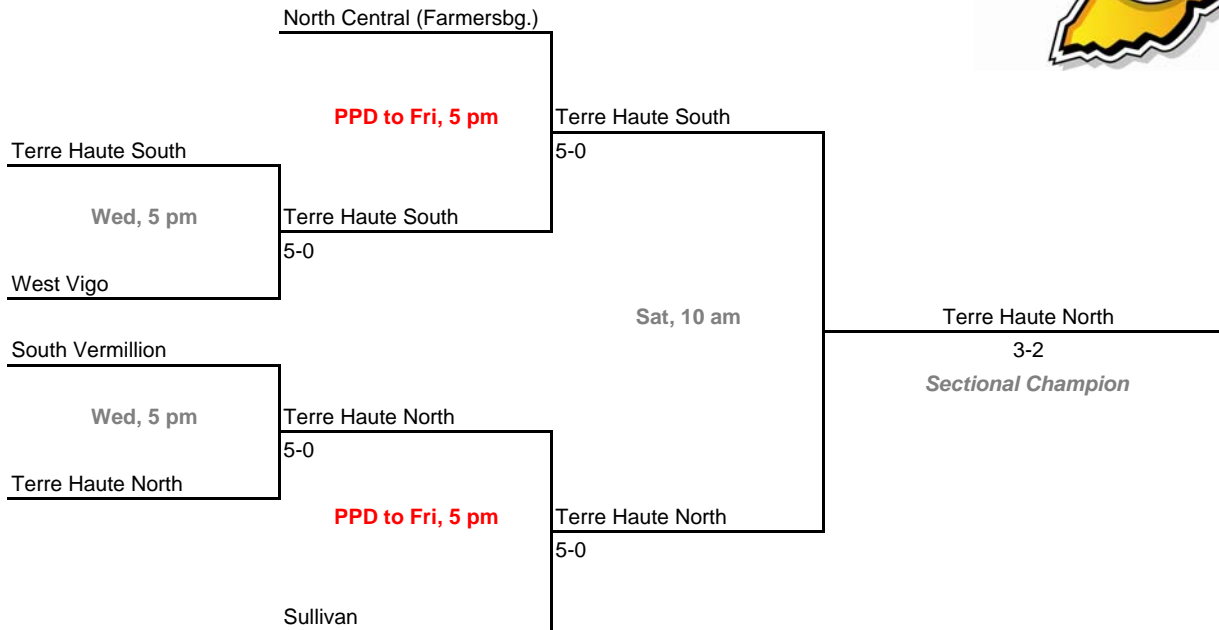 North Central (Farmersbg.)
PPD to Fri, 5 pm
Terre Haute South
Terre Haute South
5-0
Wed, 5 pm
Terre Haute South
5-0
West Vigo
Sat, 10 am
Terre Haute North
South Vermillion
3-2
Sectional Champion
Wed, 5 pm
Terre Haute North
5-0
Terre Haute North
PPD to Fri, 5 pm
Terre Haute North
5-0
Sullivan